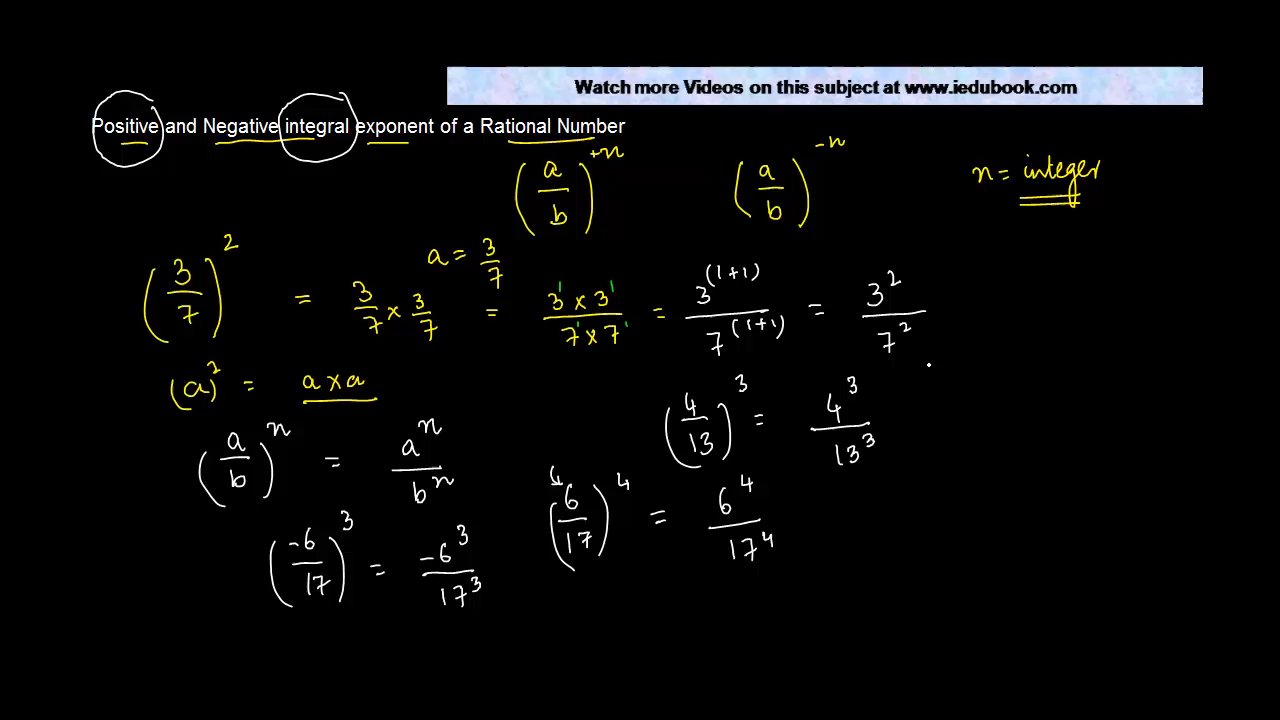 Watch more Videos on this subject at www.iedubook.com
Positive and Negative integral exponent of a Rational Number
(a/b)^{+n} (a/b)^{-n} n = integer
a = 3/7
(3/7)^2 = 3/7 × 3/7 = (3^1 × 3^1)/(7^1 × 7^1) = 3^{(1+1)}/7^{(1+1)} = 3^2/7^2
(a)^2 = a × a
(4/13)^3 = 4^3/13^3
(a/b)^n = a^n/b^n
(6/17)^4 = 6^4/17^4
(-6/17)^3 = -6^3/17^3